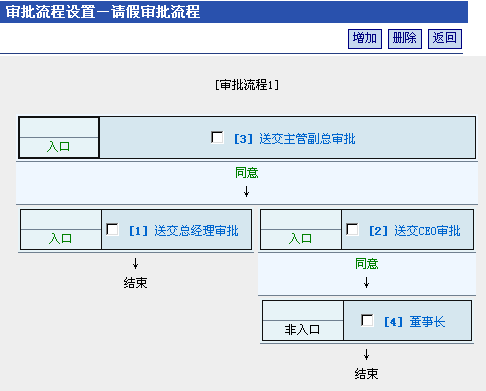 审批流程设置－请假审批流程
增加 删除 返回
[审批流程1]
入口 [3] 送交主管副总审批
同意
↓
入口 [1] 送交总经理审批 入口 [2] 送交CEO审批
↓ 同意
结束 ↓
非入口 [4] 董事长
↓
结束